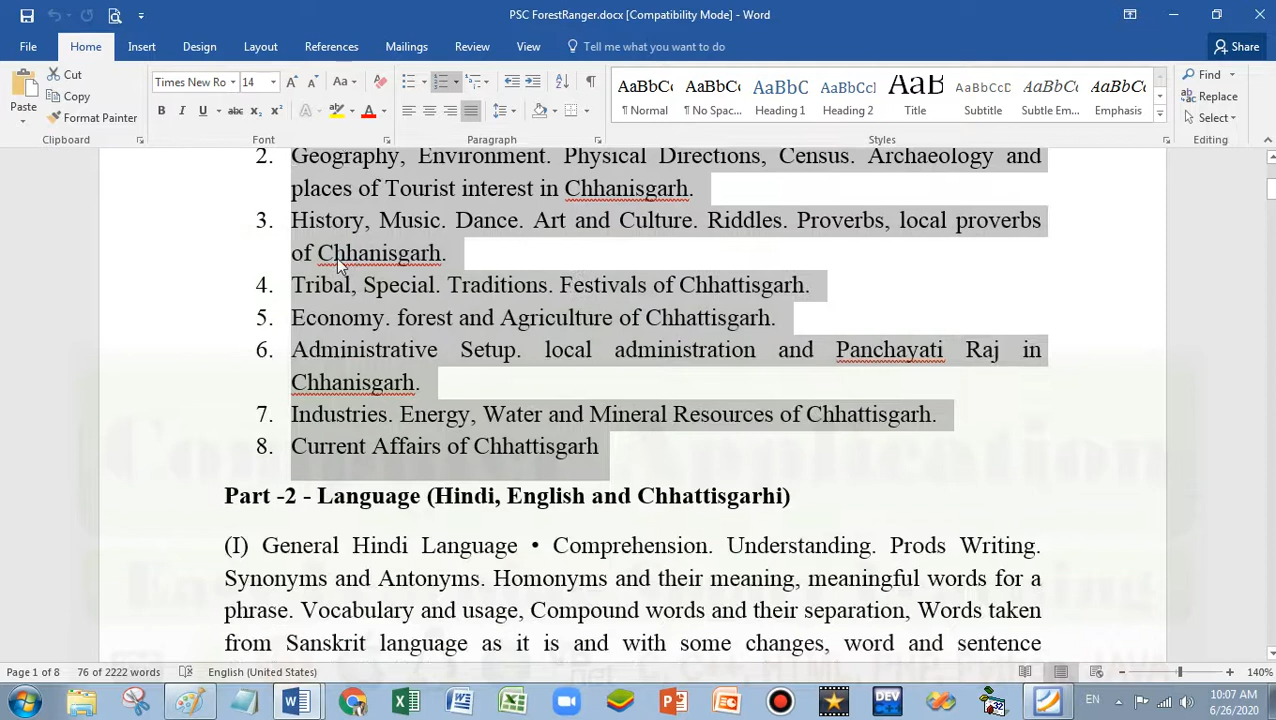 PSC ForestRanger.docx [Compatibility Mode] - Word
File Home Insert Design Layout References Mailings Review View Tell me what you want to do Share
Paste
Cut
Copy
Format Painter
Clipboard
Times New Ro 14
Font
Paragraph
AaBbC AaBbC AaBbC AaBbCcI AaB AaBbCcD AaBbCcD AaBbCc
¶ Normal ¶ No Spac... Heading 1 Heading 2 Title Subtitle Subtle Em... Emphasis
Styles
Find
Replace
Select
Editing
2. Geography, Environment. Physical Directions, Census. Archaeology and
places of Tourist interest in Chhanisgarh.
3. History, Music. Dance. Art and Culture. Riddles. Proverbs, local proverbs
of Chhanisgarh.
4. Tribal, Special. Traditions. Festivals of Chhattisgarh.
5. Economy. forest and Agriculture of Chhattisgarh.
6. Administrative Setup. local administration and Panchayati Raj in
Chhanisgarh.
7. Industries. Energy, Water and Mineral Resources of Chhattisgarh.
8. Current Affairs of Chhattisgarh
Part -2 - Language (Hindi, English and Chhattisgarhi)
(I) General Hindi Language • Comprehension. Understanding. Prods Writing.
Synonyms and Antonyms. Homonyms and their meaning, meaningful words for a
phrase. Vocabulary and usage, Compound words and their separation, Words taken
from Sanskrit language as it is and with some changes, word and sentence
Page 1 of 8 76 of 2222 words English (United States) 140%
EN 10:07 AM
6/26/2020